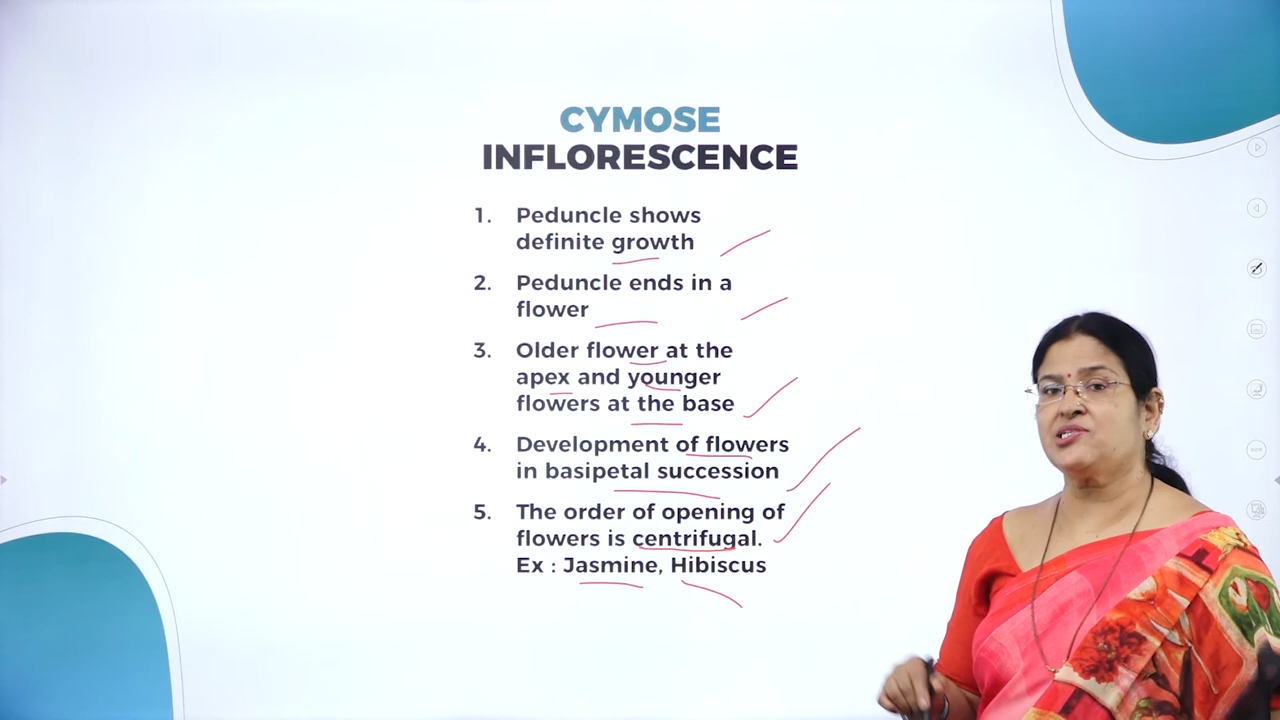 CYMOSE
INFLORESCENCE
1. Peduncle shows
definite growth
2. Peduncle ends in a
flower
3. Older flower at the
apex and younger
flowers at the base
4. Development of flowers
in basipetal succession
5. The order of opening of
flowers is centrifugal.
Ex : Jasmine, Hibiscus